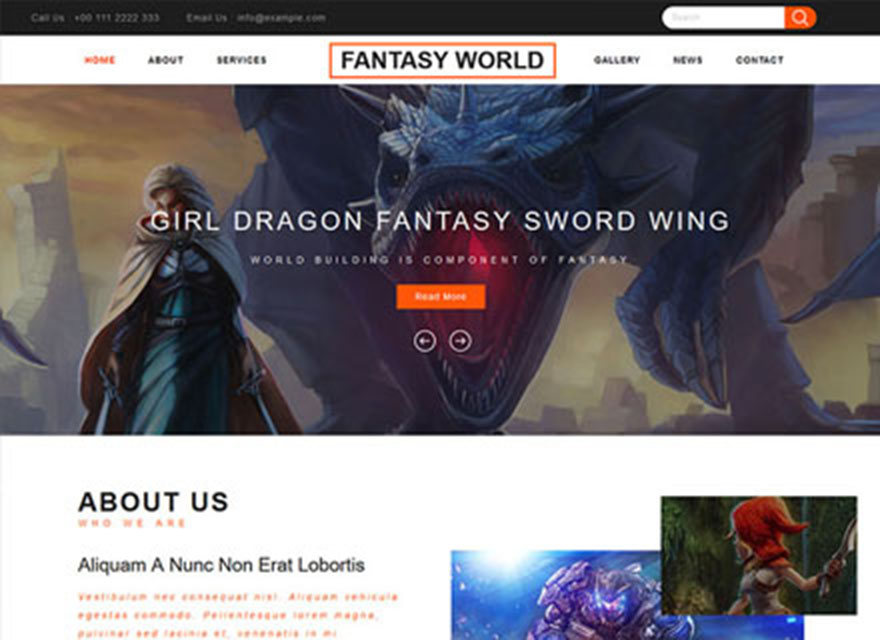 Call Us : +00 111 2222 333 Email Us : info@example.com Search
HOME ABOUT SERVICES FANTASY WORLD GALLERY NEWS CONTACT
GIRL DRAGON FANTASY SWORD WING
WORLD BUILDING IS COMPONENT OF FANTASY
Read More
ABOUT US
WHO WE ARE
Aliquam A Nunc Non Erat Lobortis
Vestibulum nec consequat nisl. Aliquam vehicula
egestas commodo. Pellentesque lorem magna,
pulvinar sed lacinia et, venenatis in mi